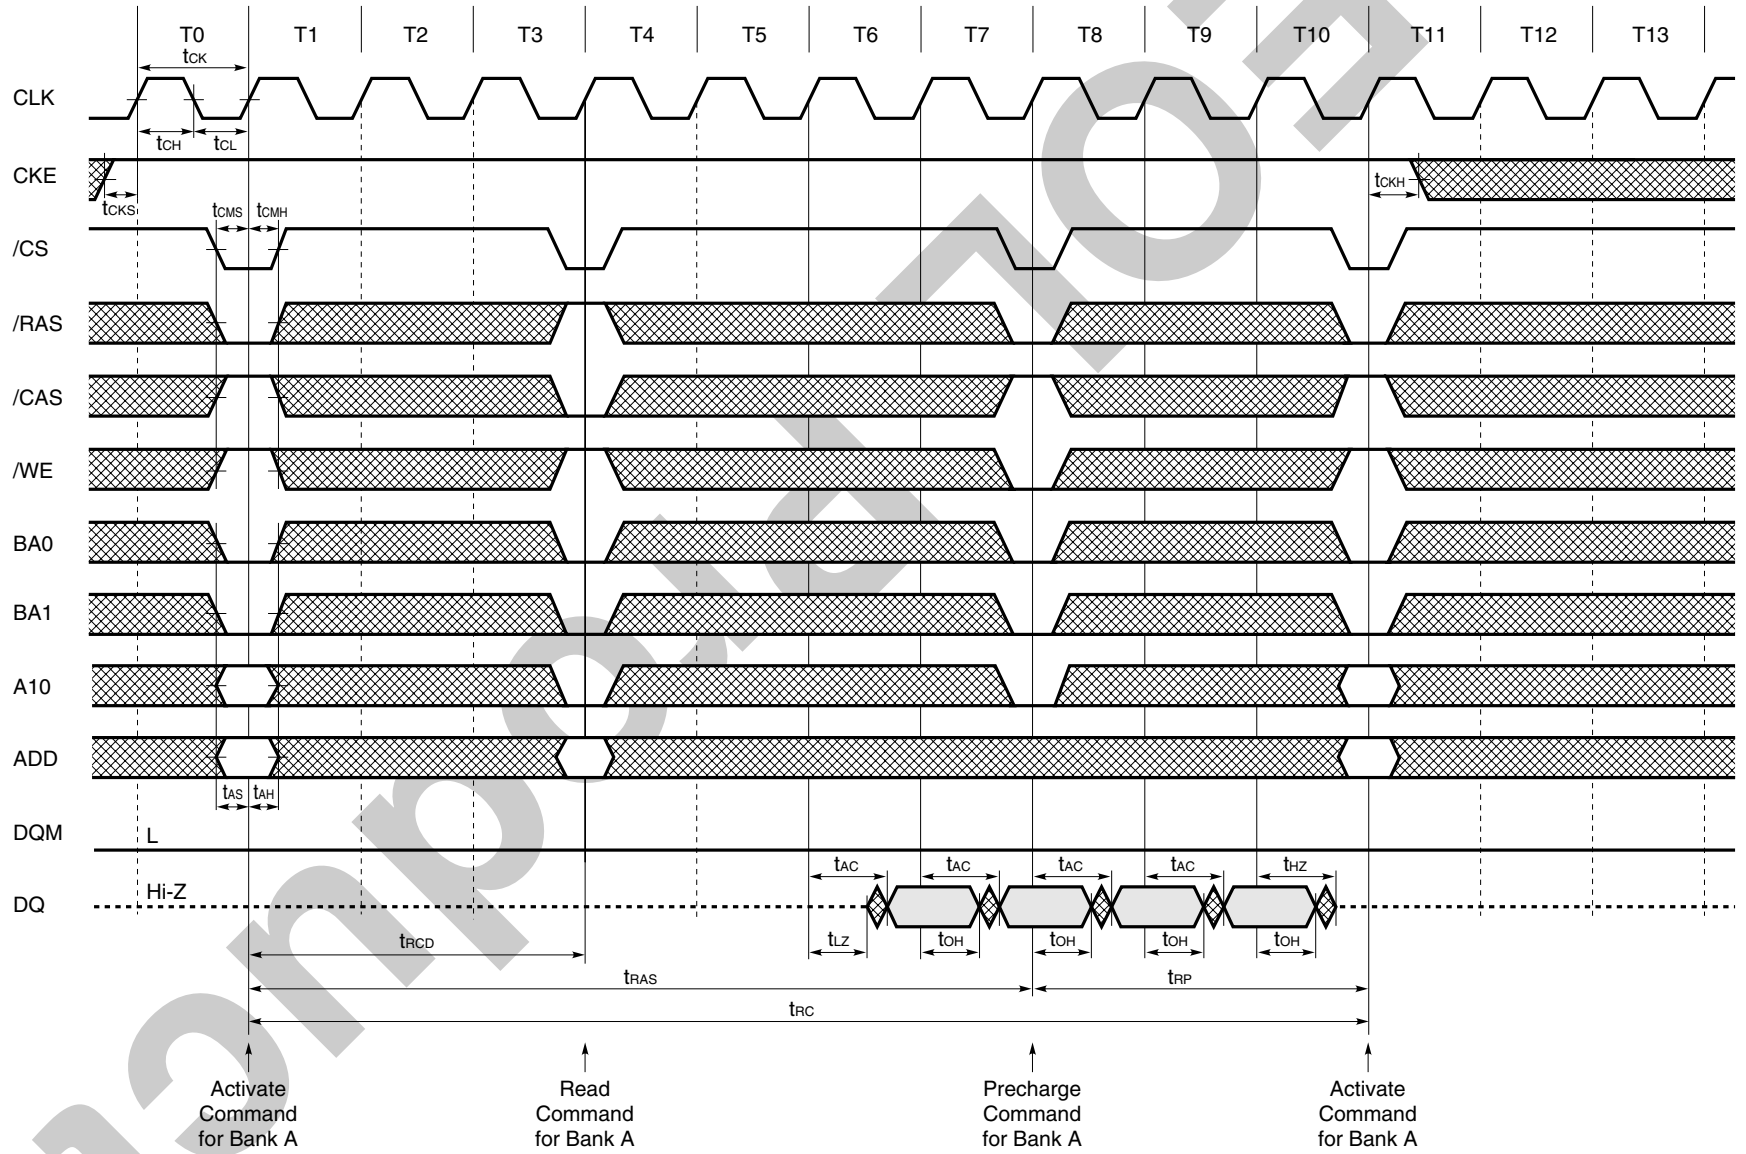 T0 T1 T2 T3 T4 T5 T6 T7 T8 T9 T10 T11 T12 T13
tCK
CLK
tCH tCL
CKE
tCKS
tCKH
tCMS tCMH
/CS
/RAS
/CAS
/WE
BA0
BA1
A10
ADD
tAS tAH
DQM
L
tAC tAC tAC tAC tHZ
Hi-Z
DQ
tLZ tOH tOH tOH tOH
tRCD
tRAS tRP
tRC
Activate
Command
for Bank A
Read
Command
for Bank A
Precharge
Command
for Bank A
Activate
Command
for Bank A
EOL Product